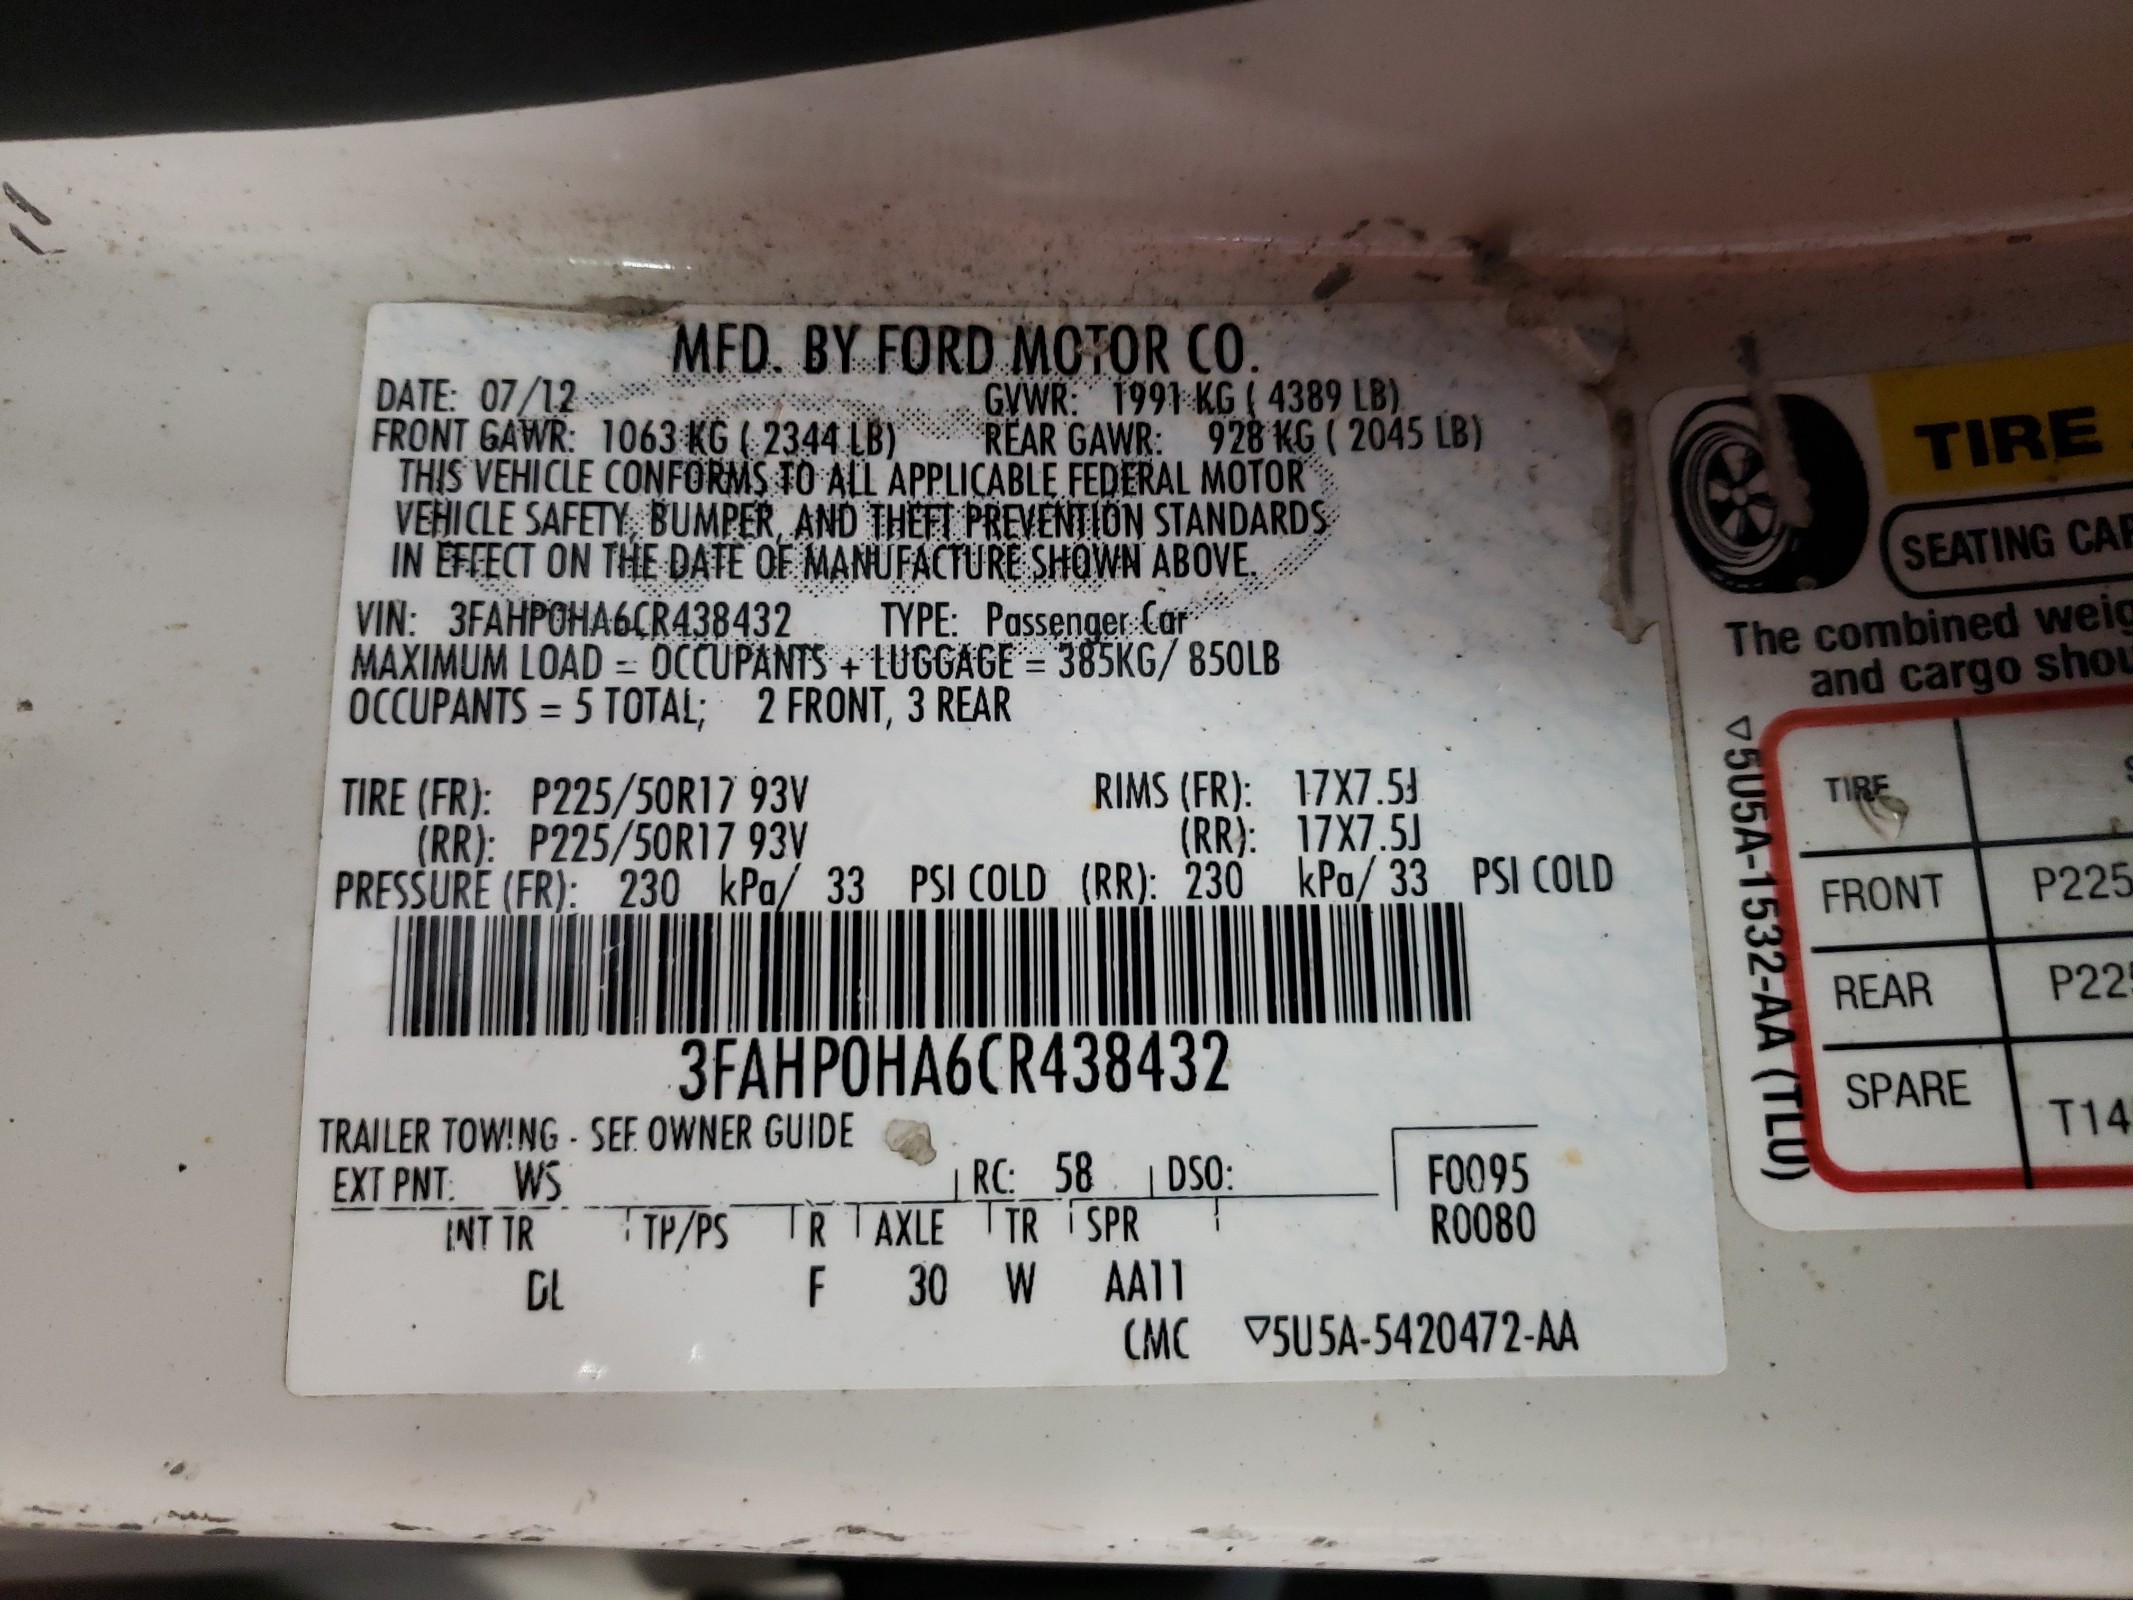 MFD. BY FORD MOTOR CO.
DATE: 07/12 GVWR: 1991 KG ( 4389 LB)
FRONT GAWR: 1063 KG ( 2344 LB) REAR GAWR: 928 KG ( 2045 LB)
THIS VEHICLE CONFORMS TO ALL APPLICABLE FEDERAL MOTOR
VEHICLE SAFETY, BUMPER, AND THEFT PREVENTION STANDARDS
IN EFFECT ON THE DATE OF MANUFACTURE SHOWN ABOVE.
VIN: 3FAHP0HA6CR438432 TYPE: Passenger Car
MAXIMUM LOAD = OCCUPANTS + LUGGAGE = 385KG/ 850LB
OCCUPANTS = 5 TOTAL; 2 FRONT, 3 REAR
TIRE (FR): P225/50R17 93V RIMS (FR): 17X7.5J
(RR): P225/50R17 93V (RR): 17X7.5J
PRESSURE (FR): 230 kPa/ 33 PSI COLD (RR): 230 kPa/ 33 PSI COLD
3FAHP0HA6CR438432
TRAILER TOWING - SEE OWNER GUIDE
EXT PNT: WS RC: 58 DSO: F0095
INT TR TP/PS R AXLE TR SPR R0080
DL F 30 W AA11
CMC ▽5U5A-5420472-AA
TIRE
SEATING CAP
The combined weig
and cargo shou
▽5U5A-1532-AA (TLU)
TIRE
FRONT P225
REAR P225
SPARE T14